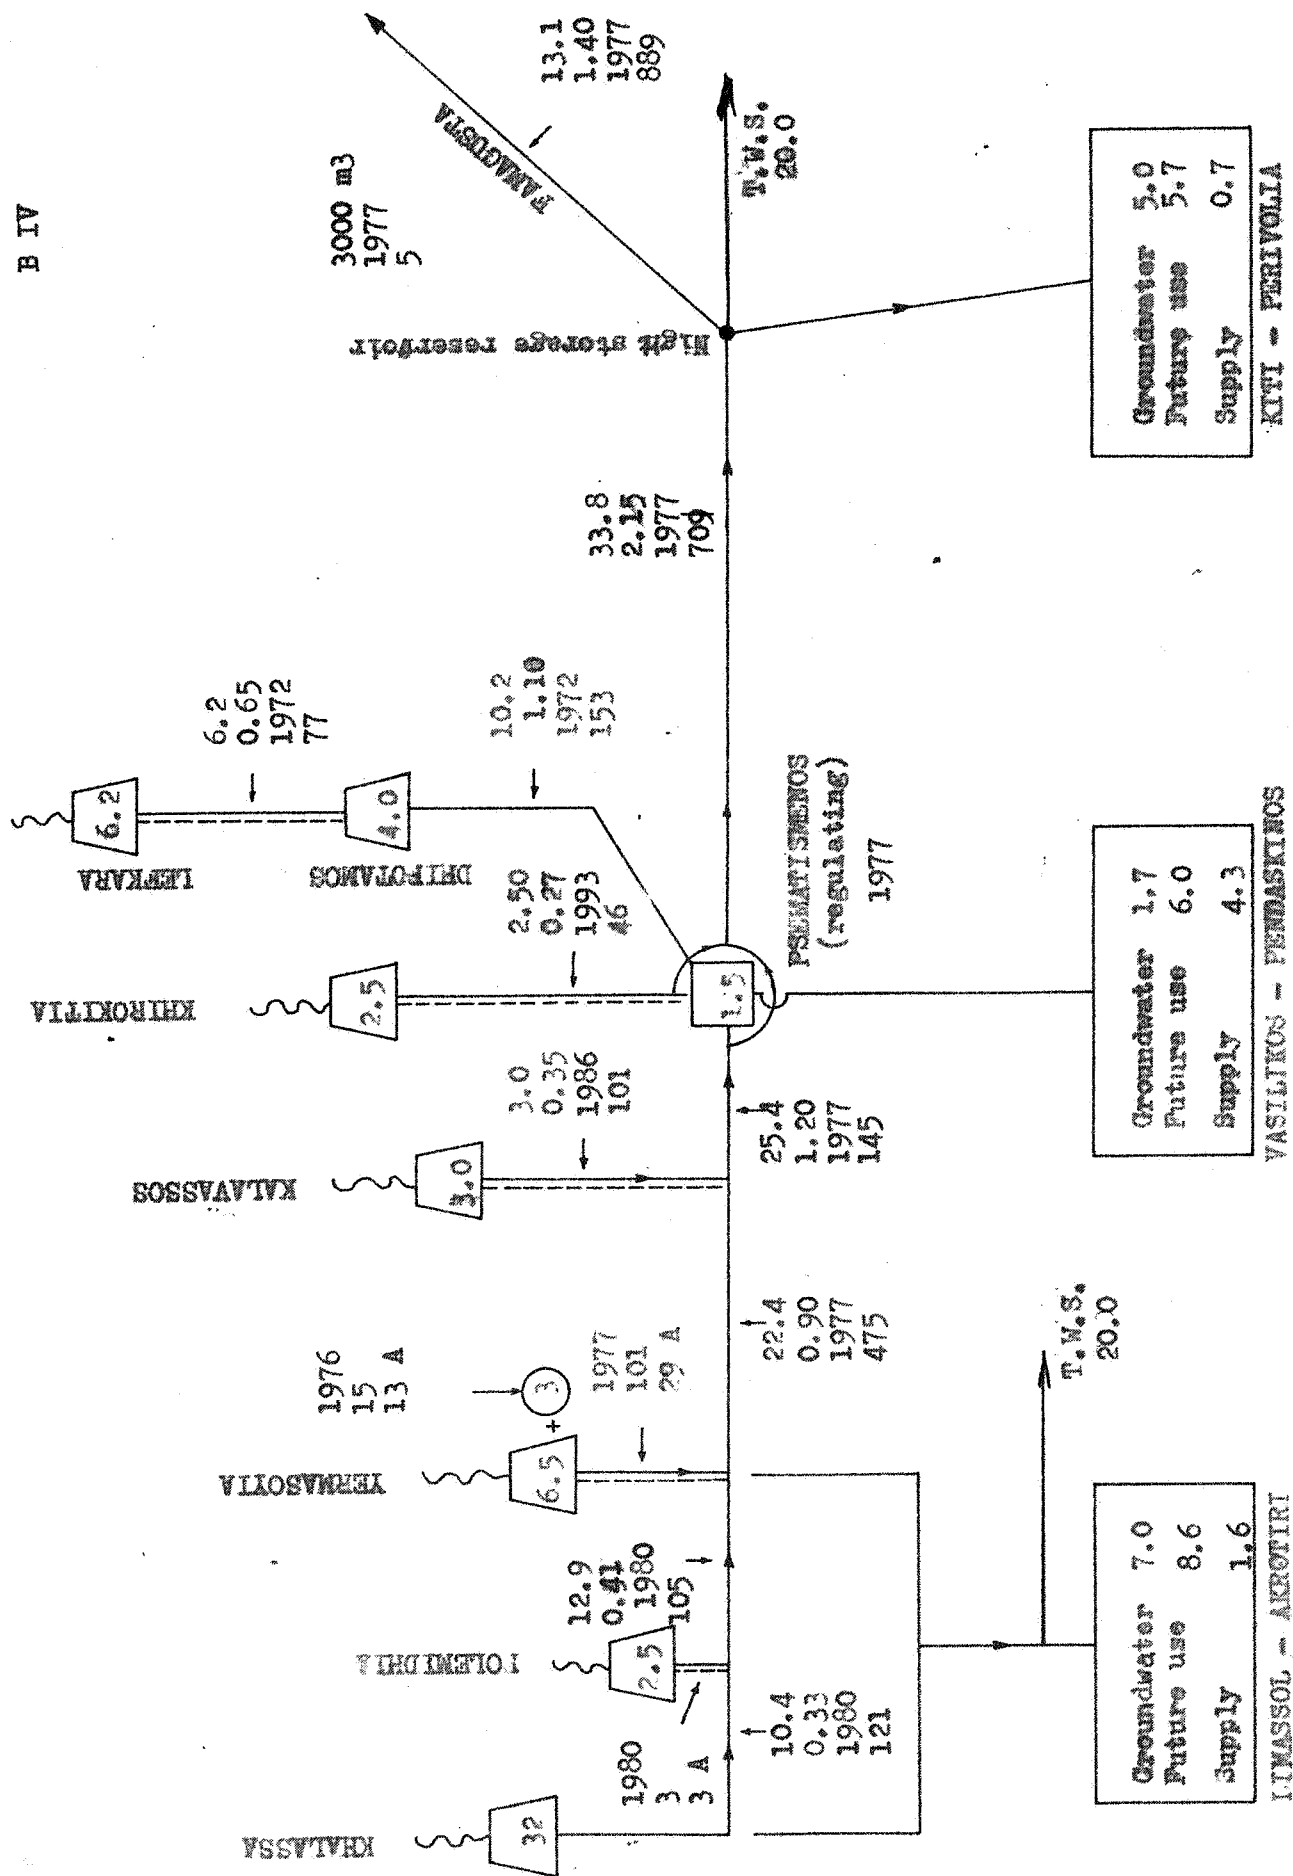 B IV
KHALASSA
32
1980
3
3 A
10.4
0.33
1980
121
POLEMIDHIA
2.5
12.9
0.41
1980
105
YERMASOYIA
6.5
+
3
1976
15
13 A
1977
101
29 A
22.4
0.90
1977
475
KALAVASSOS
3.0
3.0
0.35
1986
101
25.4
1.20
1977
145
KHIROKITIA
2.5
2.50
0.27
1993
46
LEFKARA
6.2
6.2
0.65
1972
77
DHIPOTAMOS
4.0
10.2
1.10
1972
153
1.5
PSEMATISMENOS
(regulating)
1977
33.8
2.15
1977
709
Night storage reservoir
3000 m3
1977
5
FAMAGUSTA
13.1
1.40
1977
889
T.W.S.
20.0
T.W.S.
20.0
Groundwater 7.0
Future use 8.6
Supply 1.6
LIMASSOL - AKROTIRI
Groundwater 1.7
Future use 6.0
Supply 4.3
VASILIKOS - PENDASKINOS
Groundwater 5.0
Future use 5.7
Supply 0.7
KITI - PERIVOLIA